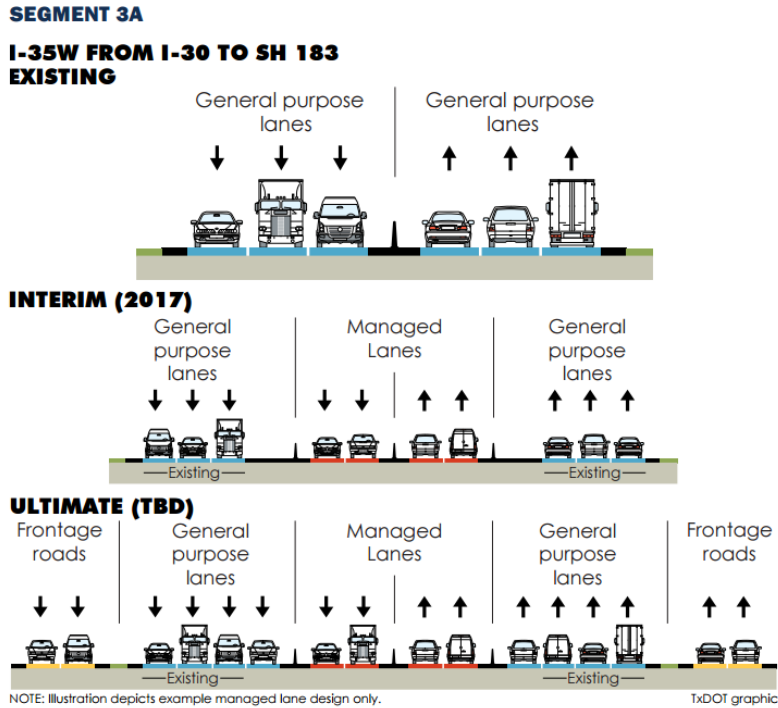 SEGMENT 3A
I-35W FROM I-30 TO SH 183
EXISTING
General purpose
lanes
General purpose
lanes
INTERIM (2017)
General
purpose
lanes
Managed
Lanes
General
purpose
lanes
Existing
Existing
ULTIMATE (TBD)
Frontage
roads
General
purpose
lanes
Managed
Lanes
General
purpose
lanes
Frontage
roads
Existing
Existing
NOTE: Illustration depicts example managed lane design only.
TxDOT graphic